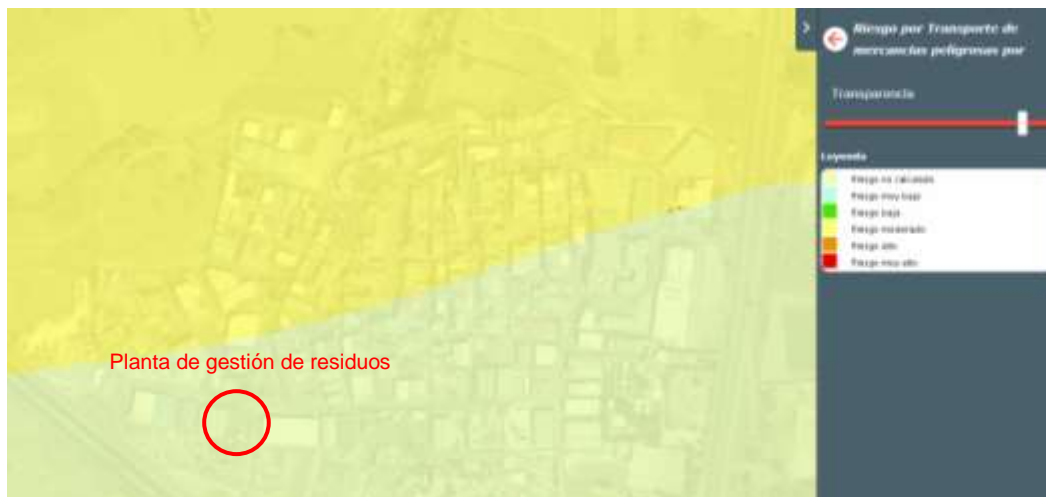 Riesgo por Transporte de
mercancías peligrosas por
Transparencia
Leyenda
Riesgo no calculado
Riesgo muy bajo
Riesgo bajo
Riesgo moderado
Riesgo alto
Riesgo muy alto
Planta de gestión de residuos